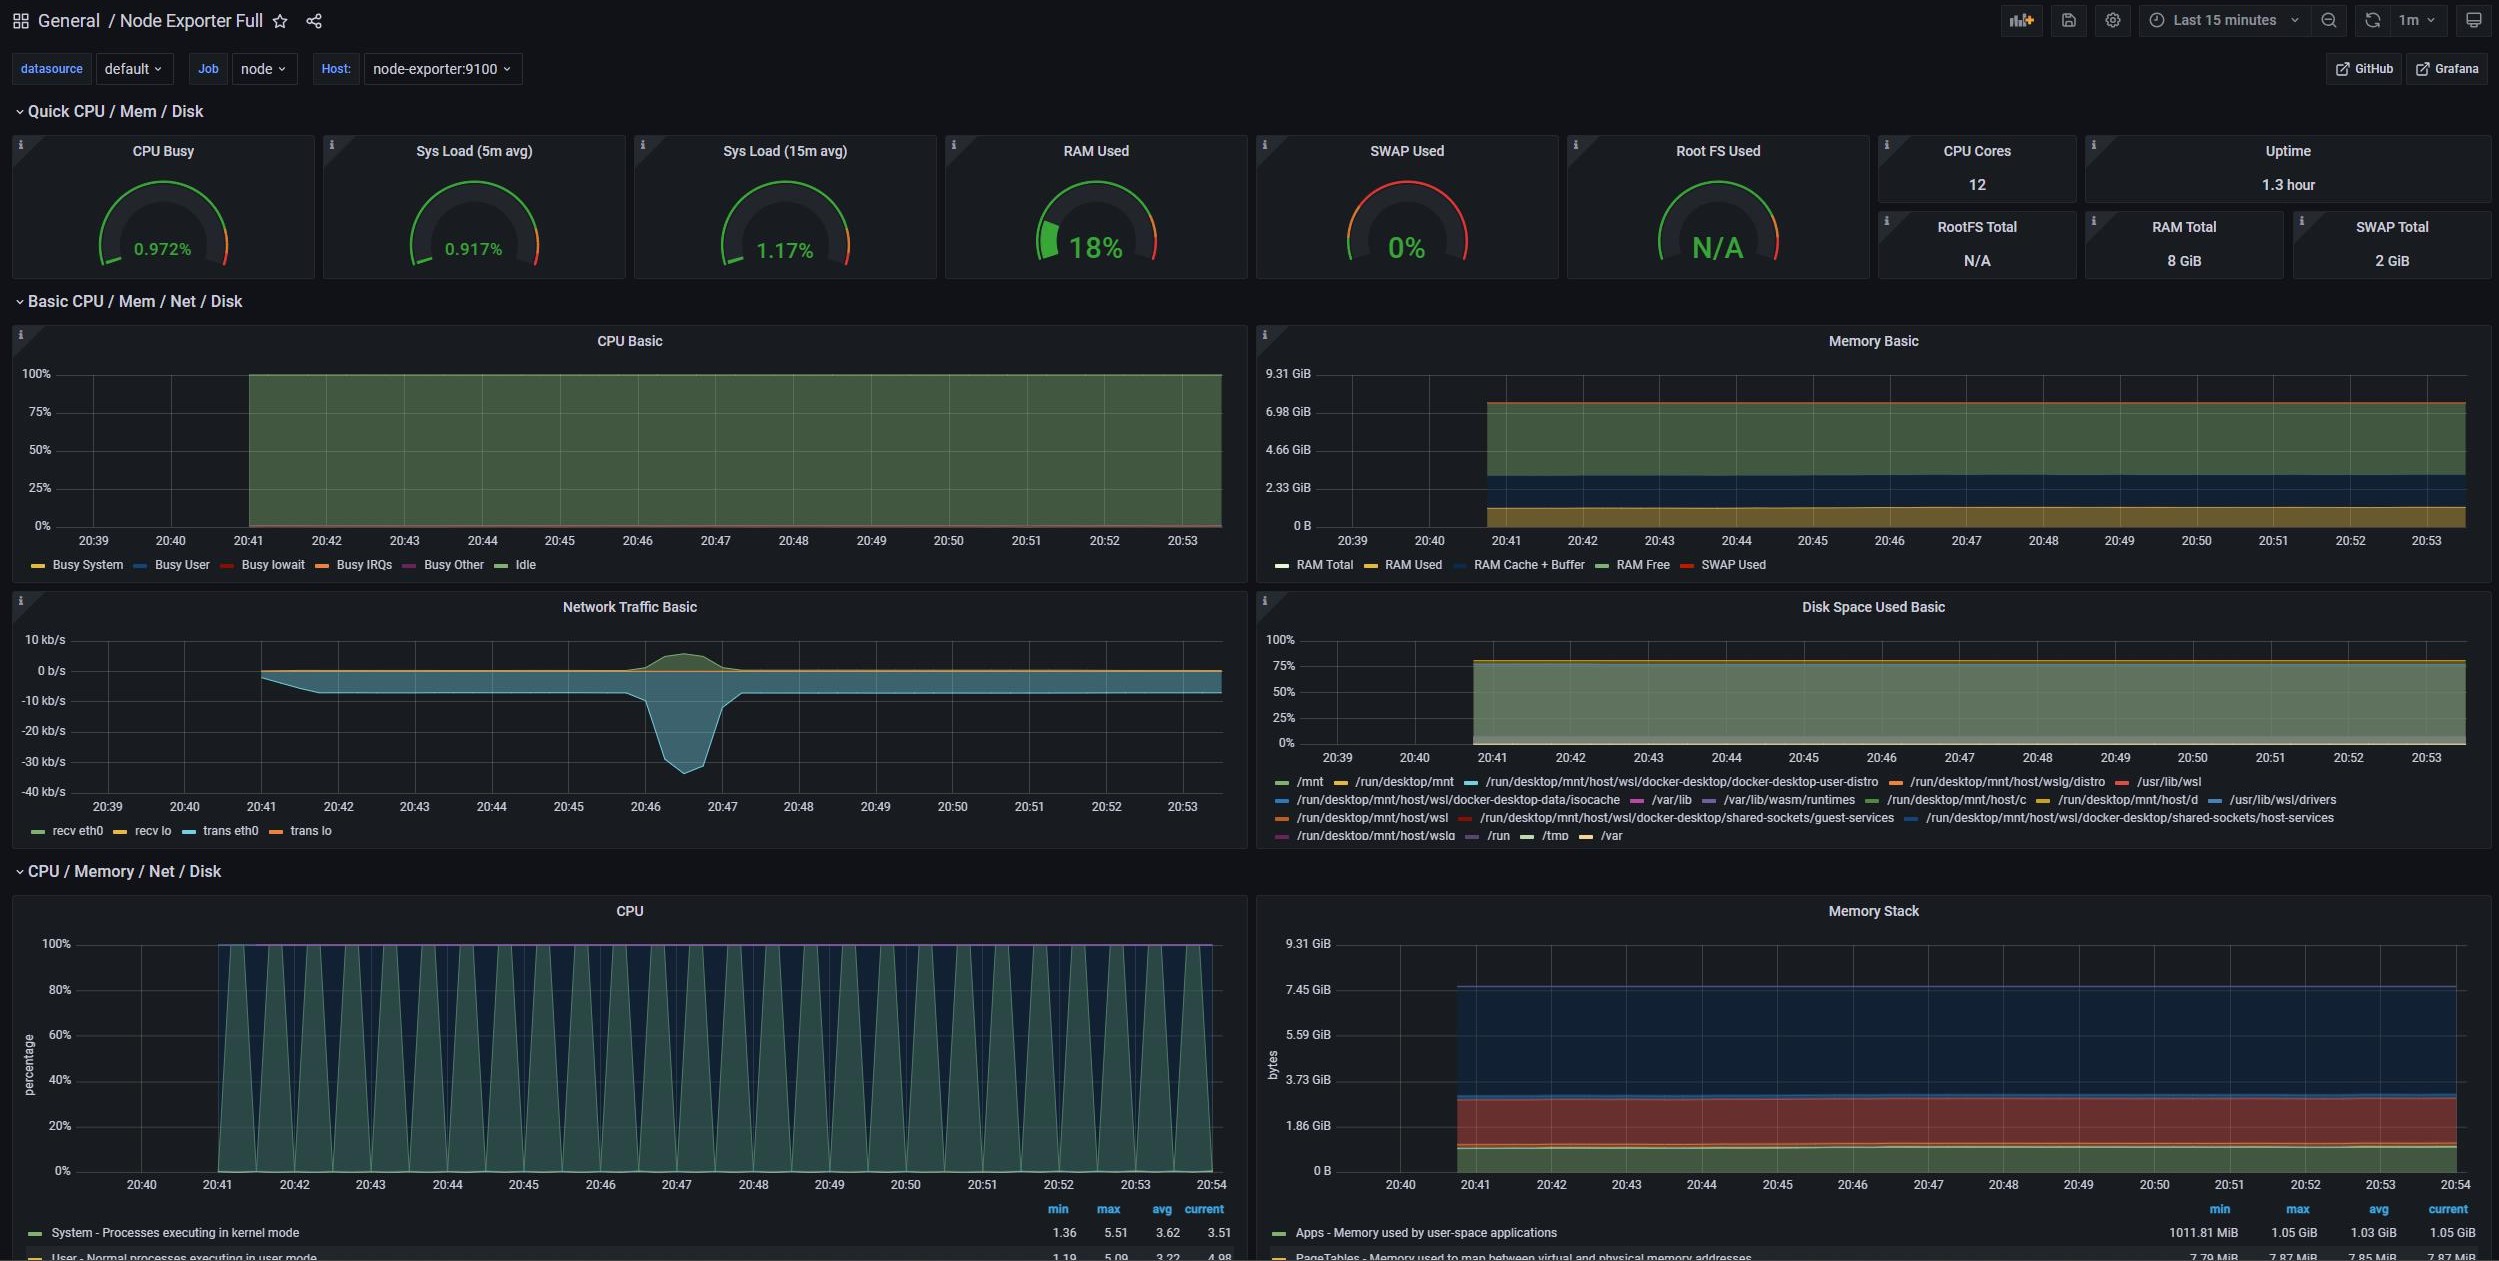 General / Node Exporter Full
Last 15 minutes
1m
datasource default Job node Host: node-exporter:9100
GitHub Grafana
Quick CPU / Mem / Disk
CPU Busy
0.972%
Sys Load (5m avg)
0.917%
Sys Load (15m avg)
1.17%
RAM Used
18%
SWAP Used
0%
Root FS Used
N/A
CPU Cores
12
Uptime
1.3 hour
RootFS Total
N/A
RAM Total
8 GiB
SWAP Total
2 GiB
Basic CPU / Mem / Net / Disk
CPU Basic
100%
75%
50%
25%
0%
20:39 20:40 20:41 20:42 20:43 20:44 20:45 20:46 20:47 20:48 20:49 20:50 20:51 20:52 20:53
Busy System Busy User Busy Iowait Busy IRQs Busy Other Idle
Memory Basic
9.31 GiB
6.98 GiB
4.66 GiB
2.33 GiB
0 B
20:39 20:40 20:41 20:42 20:43 20:44 20:45 20:46 20:47 20:48 20:49 20:50 20:51 20:52 20:53
RAM Total RAM Used RAM Cache + Buffer RAM Free SWAP Used
Network Traffic Basic
10 kb/s
0 b/s
-10 kb/s
-20 kb/s
-30 kb/s
-40 kb/s
20:39 20:40 20:41 20:42 20:43 20:44 20:45 20:46 20:47 20:48 20:49 20:50 20:51 20:52 20:53
recv eth0 recv lo trans eth0 trans lo
Disk Space Used Basic
100%
75%
50%
25%
0%
20:39 20:40 20:41 20:42 20:43 20:44 20:45 20:46 20:47 20:48 20:49 20:50 20:51 20:52 20:53
/mnt /run/desktop/mnt /run/desktop/mnt/host/wsl/docker-desktop/docker-desktop-user-distro /run/desktop/mnt/host/wslg/distro /usr/lib/wsl
/run/desktop/mnt/host/wsl/docker-desktop-data/isocache /var/lib /var/lib/wasm/runtimes /run/desktop/mnt/host/c /run/desktop/mnt/host/d /usr/lib/wsl/drivers
/run/desktop/mnt/host/wsl /run/desktop/mnt/host/wsl/docker-desktop/shared-sockets/guest-services /run/desktop/mnt/host/wsl/docker-desktop/shared-sockets/host-services
/run/desktop/mnt/host/wslg /run /tmp /var
CPU / Memory / Net / Disk
CPU
percentage
100%
80%
60%
40%
20%
0%
20:40 20:41 20:42 20:43 20:44 20:45 20:46 20:47 20:48 20:49 20:50 20:51 20:52 20:53 20:54
min max avg current
System - Processes executing in kernel mode 1.36 5.51 3.62 3.51
User - Normal processes executing in user mode 1.19 5.09 3.22 4.98
Memory Stack
bytes
9.31 GiB
7.45 GiB
5.59 GiB
3.73 GiB
1.86 GiB
0 B
20:40 20:41 20:42 20:43 20:44 20:45 20:46 20:47 20:48 20:49 20:50 20:51 20:52 20:53 20:54
min max avg current
Apps - Memory used by user-space applications 1011.81 MiB 1.05 GiB 1.03 GiB 1.05 GiB
PageTables - Memory used to map between virtual and physical memory addresses 7.79 MiB 7.87 MiB 7.85 MiB 7.87 MiB